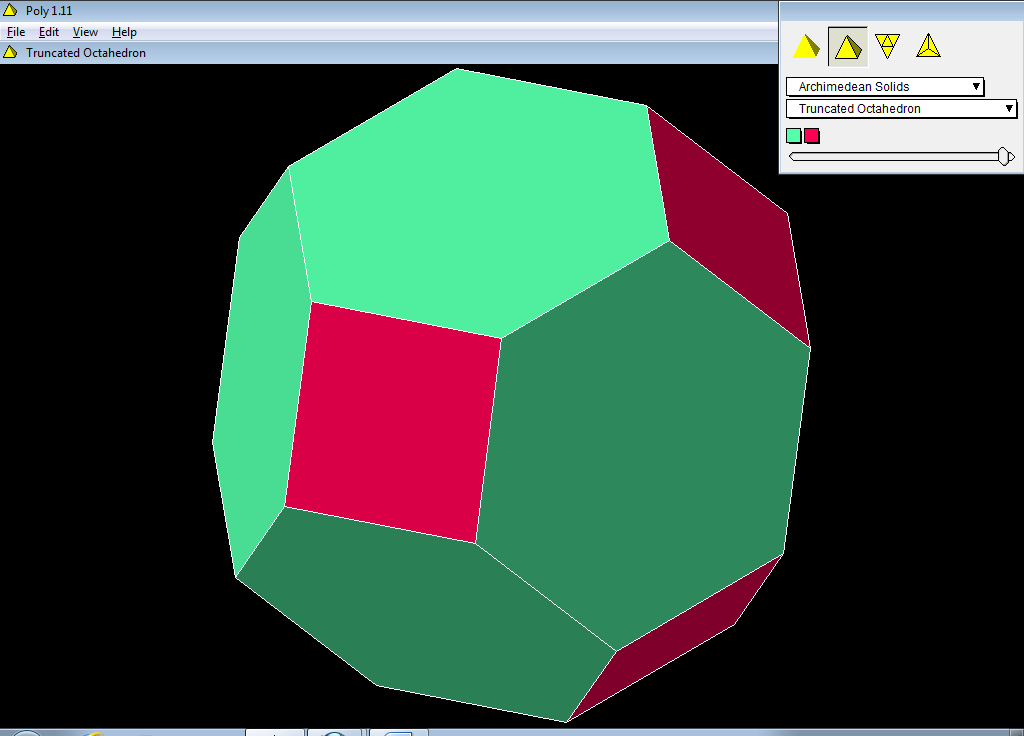 Poly 1.11
File Edit View Help
Truncated Octahedron
Archimedean Solids
Truncated Octahedron